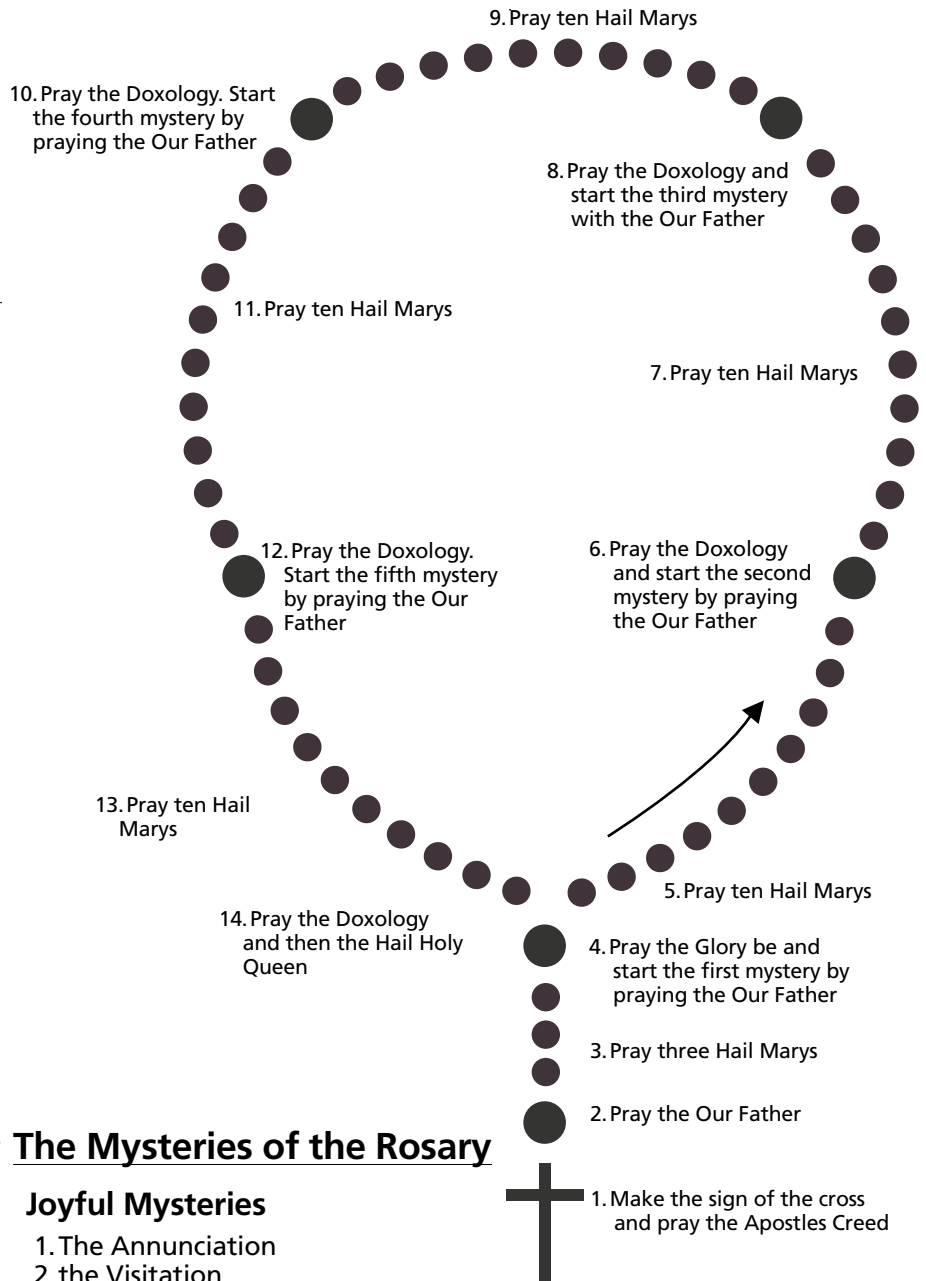 9. Pray ten Hail Marys
10. Pray the Doxology. Start
the fourth mystery by
praying the Our Father
8. Pray the Doxology and
start the third mystery
with the Our Father
11. Pray ten Hail Marys
7. Pray ten Hail Marys
12. Pray the Doxology.
Start the fifth mystery
by praying the Our
Father
6. Pray the Doxology
and start the second
mystery by praying
the Our Father
13. Pray ten Hail
Marys
5. Pray ten Hail Marys
14. Pray the Doxology
and then the Hail Holy
Queen
4. Pray the Glory be and
start the first mystery by
praying the Our Father
3. Pray three Hail Marys
2. Pray the Our Father
1. Make the sign of the cross
and pray the Apostles Creed
The Mysteries of the Rosary
Joyful Mysteries
1. The Annunciation
2. the Visitation